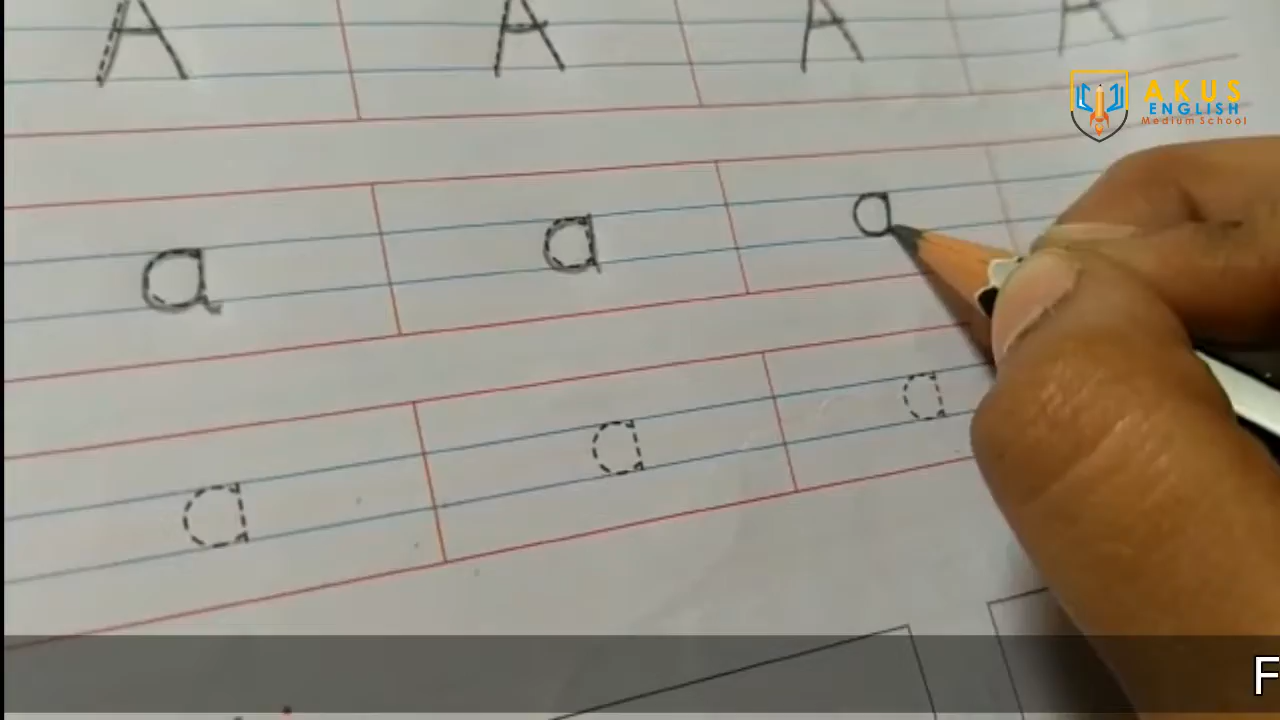 A A A A
AKUS
ENGLISH
Medium School
a a a
a a a
F